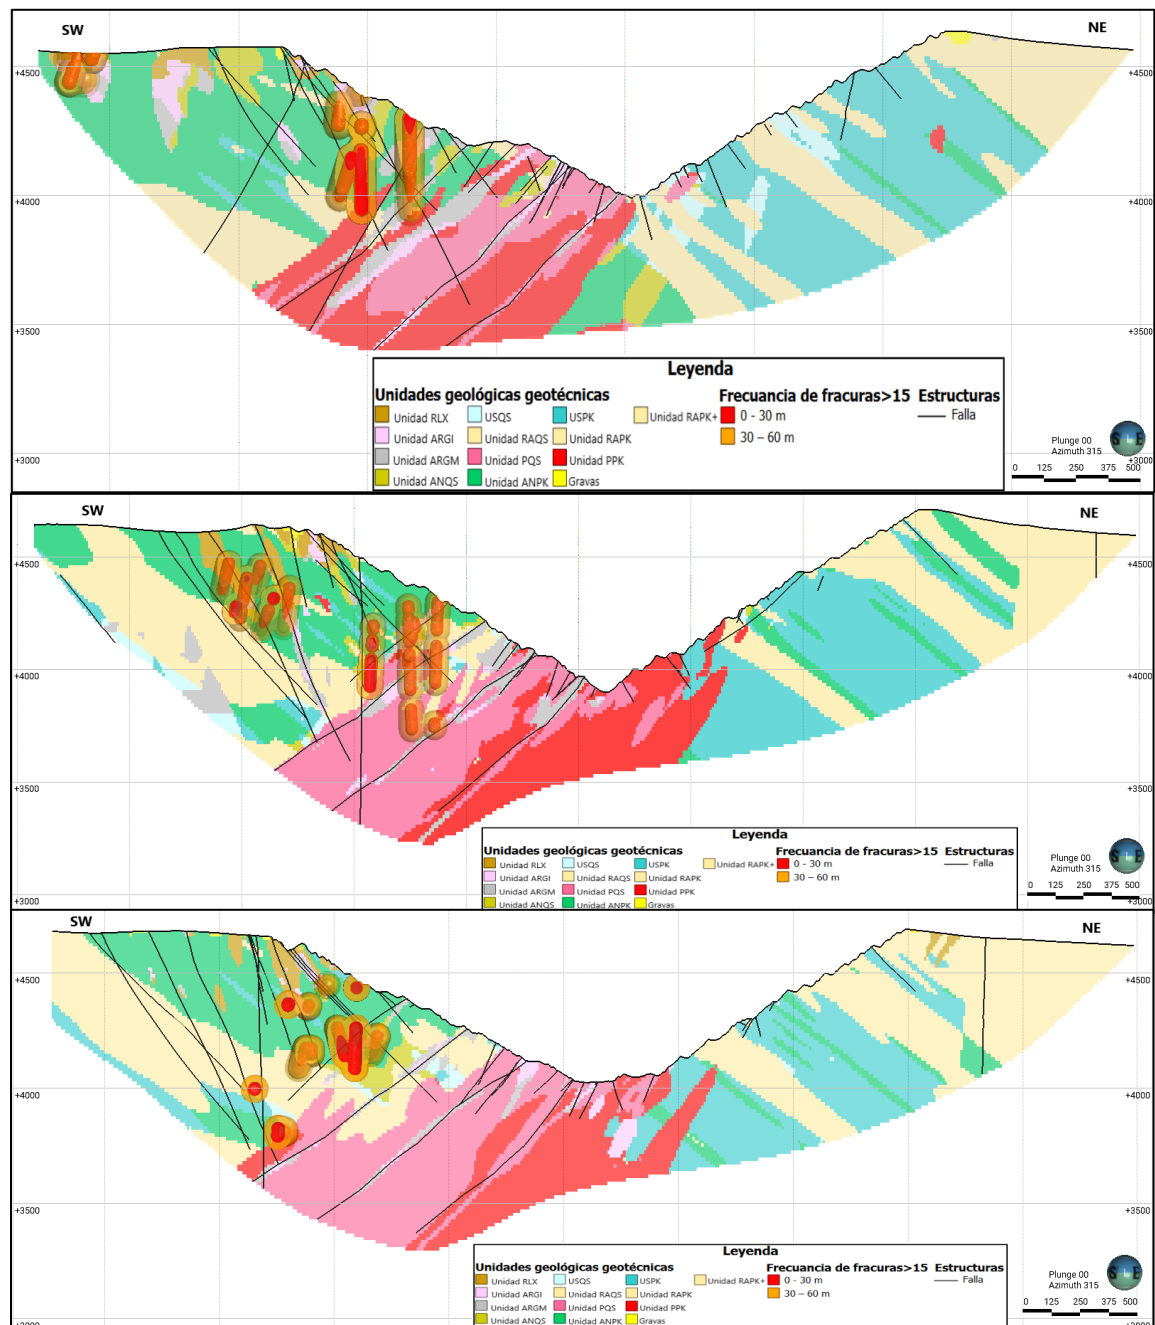 SW
NE
+4500
+4500
+4000
+4000
+3500
+3500
Leyenda
Unidades geológicas geotécnicas
Frecuancia de fracuras>15
Estructuras
Unidad RLX
USQS
USPK
Unidad RAPK+
0 - 30 m
Falla
Unidad ARGI
Unidad RAQS
Unidad RAPK
30 – 60 m
Unidad ARGM
Unidad PQS
Unidad PPK
Unidad ANQS
Unidad ANPK
Gravas
Plunge 00
Azimuth 315
S E
0 125 250 375 500
+3000
+3000
SW
NE
+4500
+4500
+4000
+4000
+3500
+3500
Leyenda
Unidades geológicas geotécnicas
Frecuancia de fracuras>15
Estructuras
Unidad RLX
USQS
USPK
Unidad RAPK+
0 - 30 m
Falla
Unidad ARGI
Unidad RAQS
Unidad RAPK
30 – 60 m
Unidad ARGM
Unidad PQS
Unidad PPK
Unidad ANQS
Unidad ANPK
Gravas
Plunge 00
Azimuth 315
S E
0 125 250 375 500
+3000
+3000
SW
NE
+4500
+4500
+4000
+4000
+3500
+3500
Leyenda
Unidades geológicas geotécnicas
Frecuancia de fracuras>15
Estructuras
Unidad RLX
USQS
USPK
Unidad RAPK+
0 - 30 m
Falla
Unidad ARGI
Unidad RAQS
Unidad RAPK
30 – 60 m
Unidad ARGM
Unidad PQS
Unidad PPK
Unidad ANQS
Unidad ANPK
Gravas
Plunge 00
Azimuth 315
S E
0 125 250 375 500